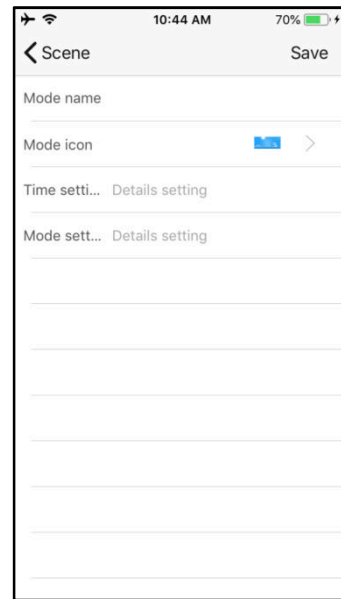 10:44 AM 70%
Scene Save
Mode name
Mode icon
Time setti... Details setting
Mode sett... Details setting